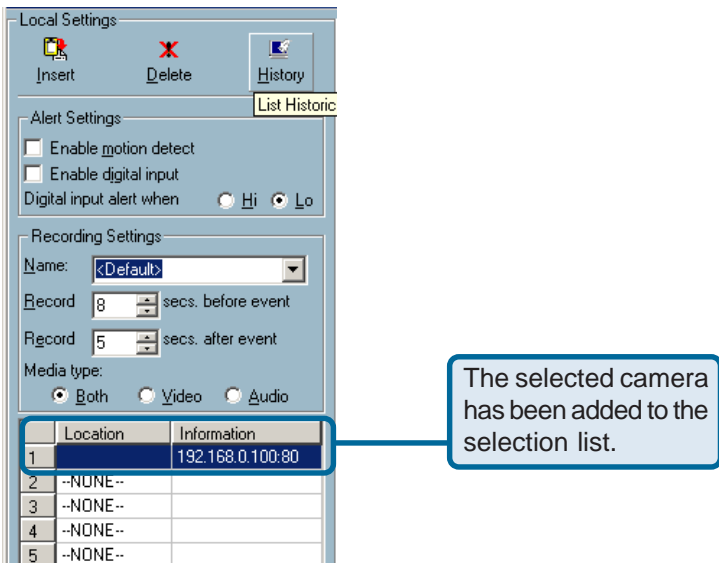 Local Settings
Insert Delete History
List Historic
Alert Settings
Enable motion detect
Enable digital input
Digital input alert when Hi Lo
Recording Settings
Name: <Default>
Record 8 secs. before event
Record 5 secs. after event
Media type:
Both Video Audio
Location Information
1 192.168.0.100:80
2 --NONE--
3 --NONE--
4 --NONE--
5 --NONE--
The selected camera
has been added to the
selection list.